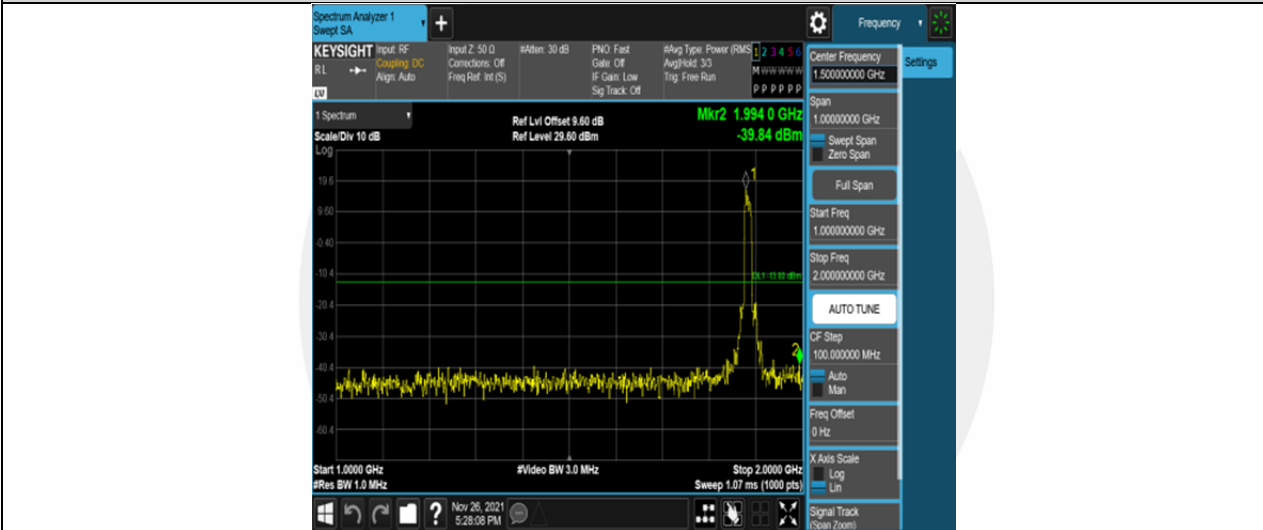 Spectrum Analyzer 1
Swept SA
+
Frequency
KEYSIGHT
RL
LV
Input: RF
Coupling: DC
Align: Auto
Input Z: 50 Ω
Corrections: Off
Freq Ref: Int (S)
#Atten: 30 dB
PNO: Fast
Gate: Off
IF Gain: Low
Sig Track: Off
#Avg Type: Power (RMS
Avg|Hold: 3/3
Trig: Free Run
1 2 3 4 5 6
M W W W W W
P P P P P P
1 Spectrum
Scale/Div 10 dB
Log
Ref Lvl Offset 9.60 dB
Ref Level 29.60 dBm
Mkr2 1.994 0 GHz
-39.84 dBm
19.6
9.60
-0.40
-10.4
-20.4
-30.4
-40.4
-50.4
-60.4
1
DL1 -13.00 dBm
2
Start 1.0000 GHz
#Res BW 1.0 MHz
#Video BW 3.0 MHz
Stop 2.0000 GHz
Sweep 1.07 ms (1000 pts)
Center Frequency
1.500000000 GHz
Settings
Span
1.00000000 GHz
Swept Span
Zero Span
Full Span
Start Freq
1.000000000 GHz
Stop Freq
2.000000000 GHz
AUTO TUNE
CF Step
100.000000 MHz
Auto
Man
Freq Offset
0 Hz
X Axis Scale
Log
Lin
Signal Track
(Span Zoom)
?
Nov 26, 2021
5:28:08 PM